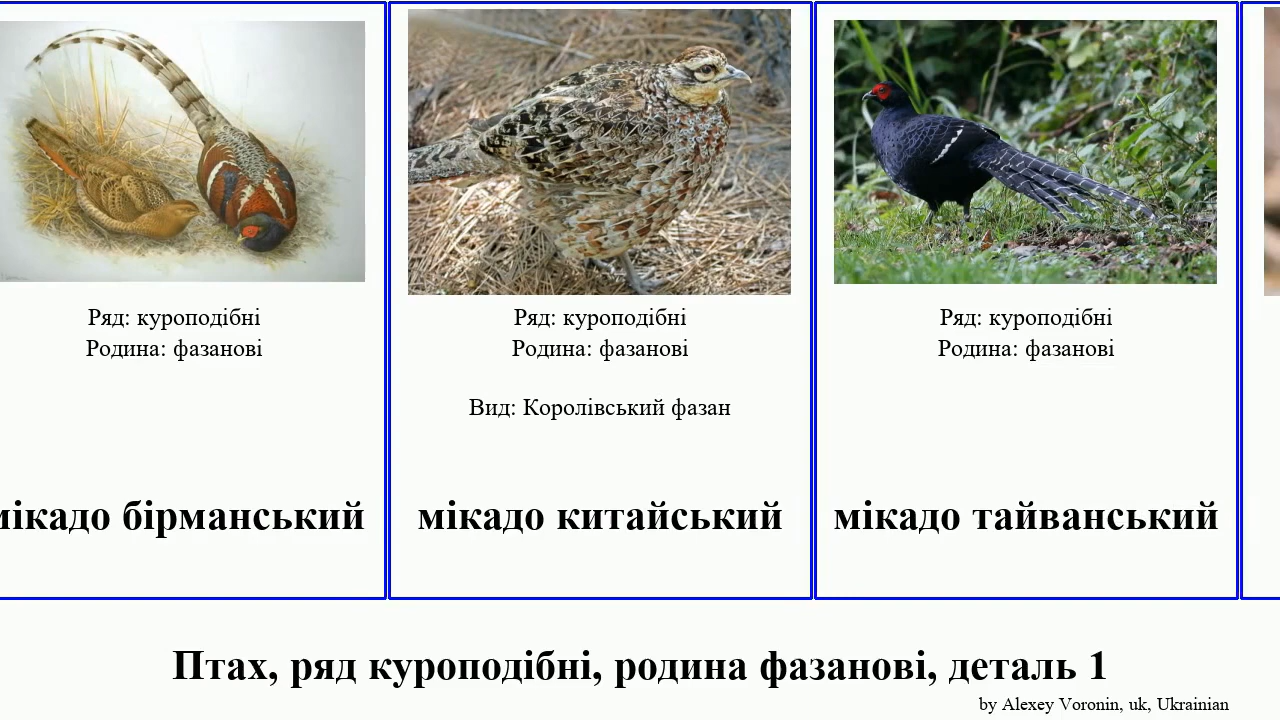 Ряд: куроподібні
Родина: фазанові
мікадо бірманський
Ряд: куроподібні
Родина: фазанові
Вид: Королівський фазан
мікадо китайський
Ряд: куроподібні
Родина: фазанові
мікадо тайванський
Птах, ряд куроподібні, родина фазанові, деталь 1
by Alexey Voronin, uk, Ukrainian